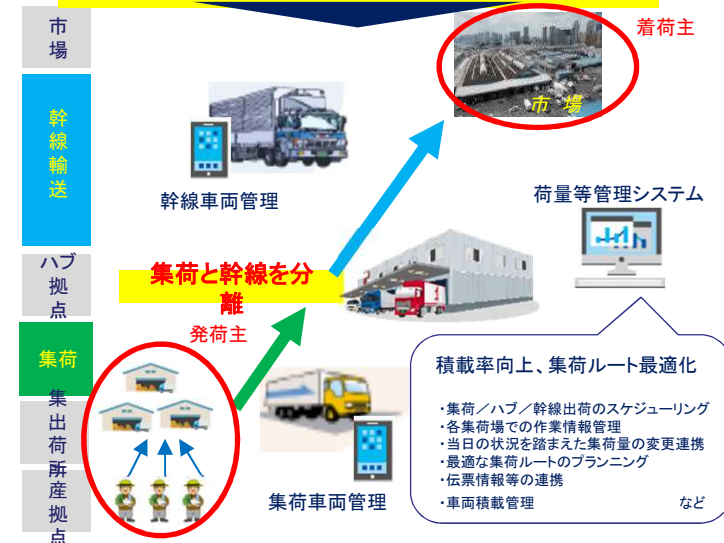 市
場
着荷主
市 場
幹
線
輸
送
幹線車両管理
荷量等管理システム
ハブ
拠
点
集荷と幹線を分
離
発荷主
集荷
積載率向上、集荷ルート最適化
・集荷／ハブ／幹線出荷のスケジューリング
・各集荷場での作業情報管理
・当日の状況を踏まえた集荷量の変更連携
・最適な集荷ルートのプランニング
・伝票情報等の連携
・車両積載管理 など
集
出
荷
所
産
拠
点
集荷車両管理